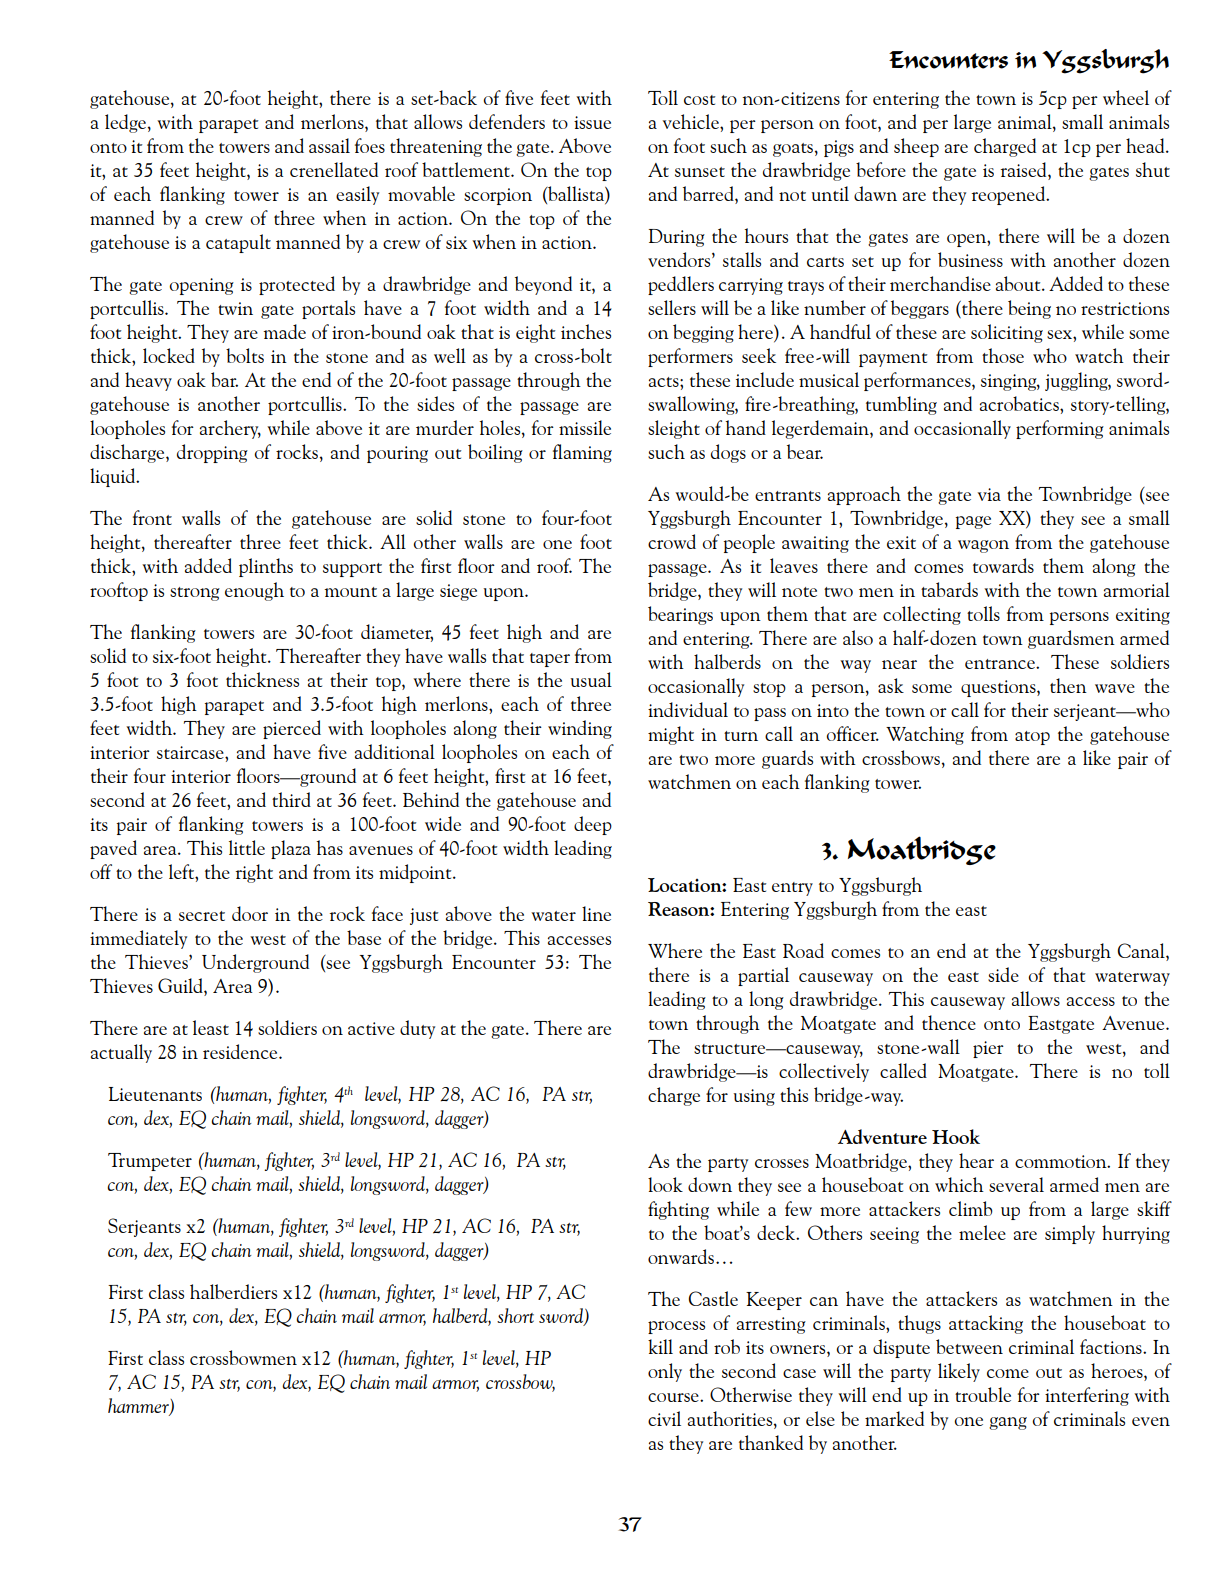 Encounters in Yggsburgh
gatehouse, at 20-foot height, there is a set-back of five feet with
a ledge, with parapet and merlons, that allows defenders to issue
onto it from the towers and assail foes threatening the gate. Above
it, at 35 feet height, is a crenellated roof battlement. On the top
of each flanking tower is an easily movable scorpion (ballista)
manned by a crew of three when in action. On the top of the
gatehouse is a catapult manned by a crew of six when in action.
The gate opening is protected by a drawbridge and beyond it, a
portcullis. The twin gate portals have a 7 foot width and a 14
foot height. They are made of iron-bound oak that is eight inches
thick, locked by bolts in the stone and as well as by a cross-bolt
and heavy oak bar. At the end of the 20-foot passage through the
gatehouse is another portcullis. To the sides of the passage are
loopholes for archery, while above it are murder holes, for missile
discharge, dropping of rocks, and pouring out boiling or flaming
liquid.
The front walls of the gatehouse are solid stone to four-foot
height, thereafter three feet thick. All other walls are one foot
thick, with added plinths to support the first floor and roof. The
rooftop is strong enough to a mount a large siege upon.
The flanking towers are 30-foot diameter, 45 feet high and are
solid to six-foot height. Thereafter they have walls that taper from
5 foot to 3 foot thickness at their top, where there is the usual
3.5-foot high parapet and 3.5-foot high merlons, each of three
feet width. They are pierced with loopholes along their winding
interior staircase, and have five additional loopholes on each of
their four interior floors—ground at 6 feet height, first at 16 feet,
second at 26 feet, and third at 36 feet. Behind the gatehouse and
its pair of flanking towers is a 100-foot wide and 90-foot deep
paved area. This little plaza has avenues of 40-foot width leading
off to the left, the right and from its midpoint.
There is a secret door in the rock face just above the water line
immediately to the west of the base of the bridge. This accesses
the Thieves' Underground (see Yggsburgh Encounter 53: The
Thieves Guild, Area 9).
There are at least 14 soldiers on active duty at the gate. There are
actually 28 in residence.
Lieutenants (human, fighter, 4th level, HP 28, AC 16, PA str,
con, dex, EQ chain mail, shield, longsword, dagger)
Trumpeter (human, fighter, 3rd level, HP 21, AC 16, PA str,
con, dex, EQ chain mail, shield, longsword, dagger)
Serjeants x2 (human, fighter, 3rd level, HP 21, AC 16, PA str,
con, dex, EQ chain mail, shield, longsword, dagger)
First class halberdiers x12 (human, fighter, 1st level, HP 7, AC
15, PA str, con, dex, EQ chain mail armor, halberd, short sword)
First class crossbowmen x12 (human, fighter, 1st level, HP
7, AC 15, PA str, con, dex, EQ chain mail armor, crossbow,
hammer)
Toll cost to non-citizens for entering the town is 5cp per wheel of
a vehicle, per person on foot, and per large animal, small animals
on foot such as goats, pigs and sheep are charged at 1cp per head.
At sunset the drawbridge before the gate is raised, the gates shut
and barred, and not until dawn are they reopened.
During the hours that the gates are open, there will be a dozen
vendors' stalls and carts set up for business with another dozen
peddlers carrying trays of their merchandise about. Added to these
sellers will be a like number of beggars (there being no restrictions
on begging here). A handful of these are soliciting sex, while some
performers seek free-will payment from those who watch their
acts; these include musical performances, singing, juggling, sword-
swallowing, fire-breathing, tumbling and acrobatics, story-telling,
sleight of hand legerdemain, and occasionally performing animals
such as dogs or a bear.
As would-be entrants approach the gate via the Townbridge (see
Yggsburgh Encounter 1, Townbridge, page XX) they see a small
crowd of people awaiting the exit of a wagon from the gatehouse
passage. As it leaves there and comes towards them along the
bridge, they will note two men in tabards with the town armorial
bearings upon them that are collecting tolls from persons exiting
and entering. There are also a half-dozen town guardsmen armed
with halberds on the way near the entrance. These soldiers
occasionally stop a person, ask some questions, then wave the
individual to pass on into the town or call for their serjeant—who
might in turn call an officer. Watching from atop the gatehouse
are two more guards with crossbows, and there are a like pair of
watchmen on each flanking tower.
3. Moatbridge
Location: East entry to Yggsburgh
Reason: Entering Yggsburgh from the east
Where the East Road comes to an end at the Yggsburgh Canal,
there is a partial causeway on the east side of that waterway
leading to a long drawbridge. This causeway allows access to the
town through the Moatgate and thence onto Eastgate Avenue.
The structure—causeway, stone-wall pier to the west, and
drawbridge—is collectively called Moatgate. There is no toll
charge for using this bridge-way.
Adventure Hook
As the party crosses Moatbridge, they hear a commotion. If they
look down they see a houseboat on which several armed men are
fighting while a few more attackers climb up from a large skiff
to the boat's deck. Others seeing the melee are simply hurrying
onwards…
The Castle Keeper can have the attackers as watchmen in the
process of arresting criminals, thugs attacking the houseboat to
kill and rob its owners, or a dispute between criminal factions. In
only the second case will the party likely come out as heroes, of
course. Otherwise they will end up in trouble for interfering with
civil authorities, or else be marked by one gang of criminals even
as they are thanked by another.
37